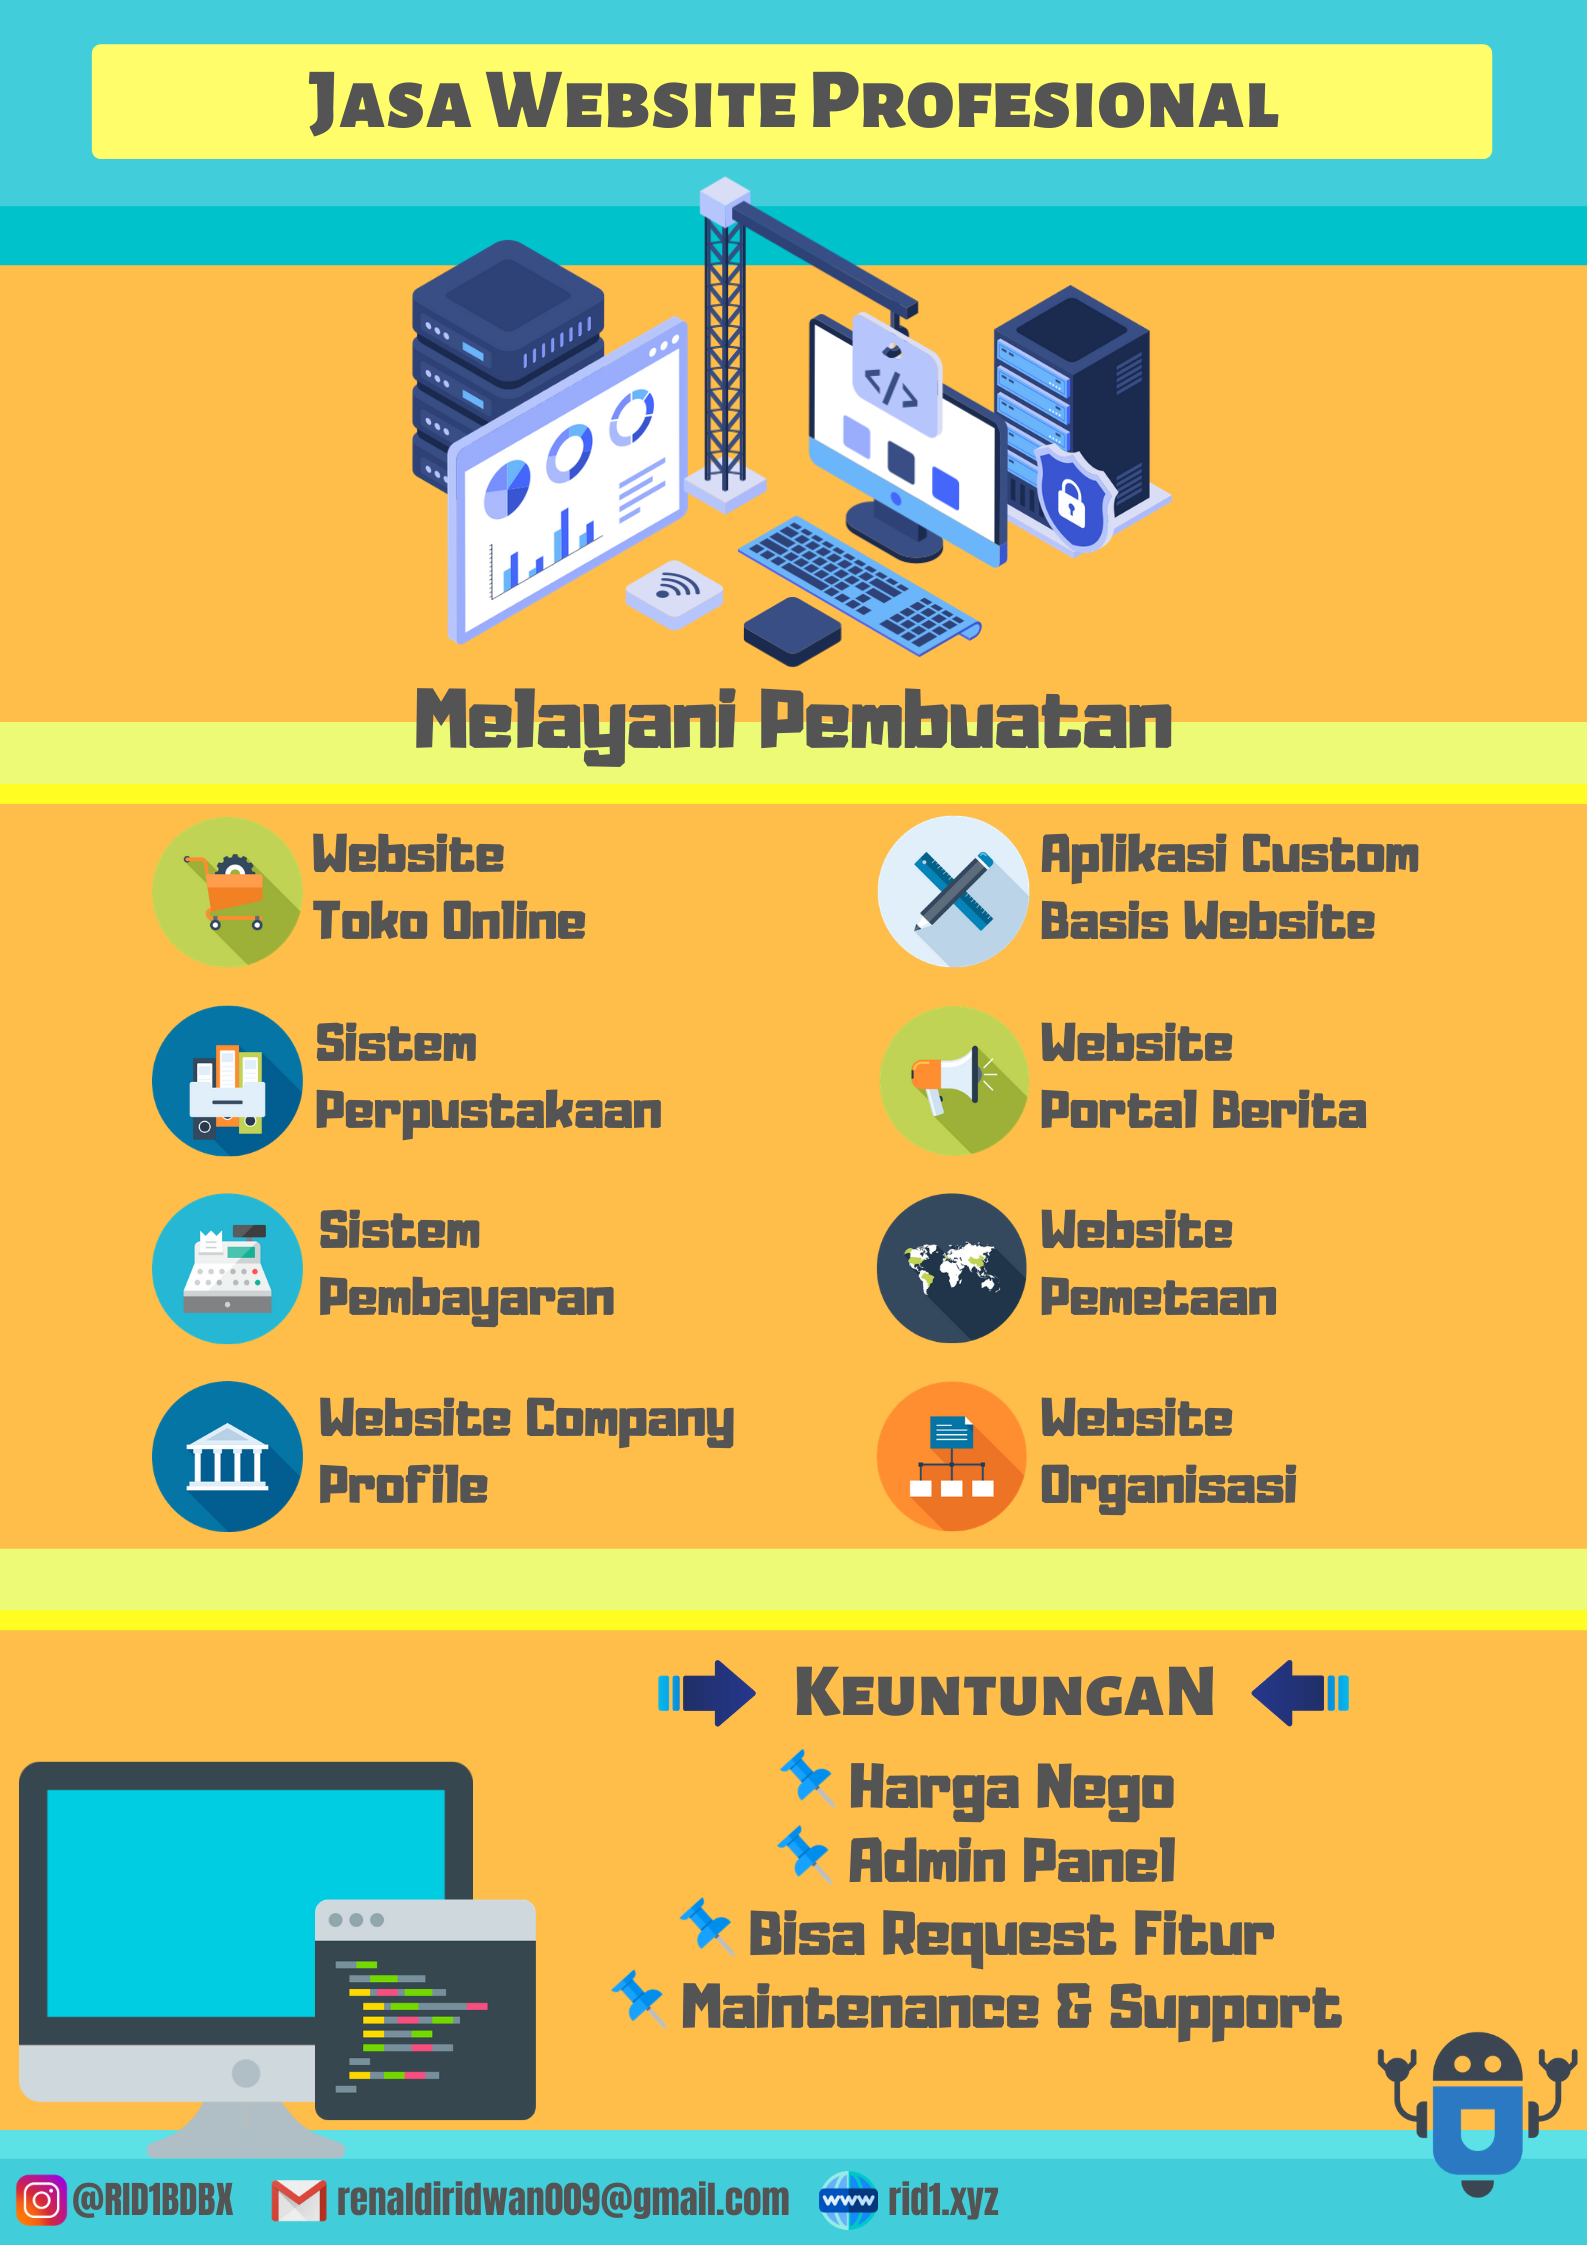 Jasa Website Profesional
</>
Melayani Pembuatan
Website
Toko Online
Aplikasi Custom
Basis Website
Sistem
Perpustakaan
Website
Portal Berita
Sistem
Pembayaran
Website
Pemetaan
Website Company
Profile
Website
Organisasi
KeuntungaN
Harga Nego
Admin Panel
Bisa Request Fitur
Maintenance & Support
@RID1BDBX
renaldiridwan009@gmail.com
www
rid1.xyz